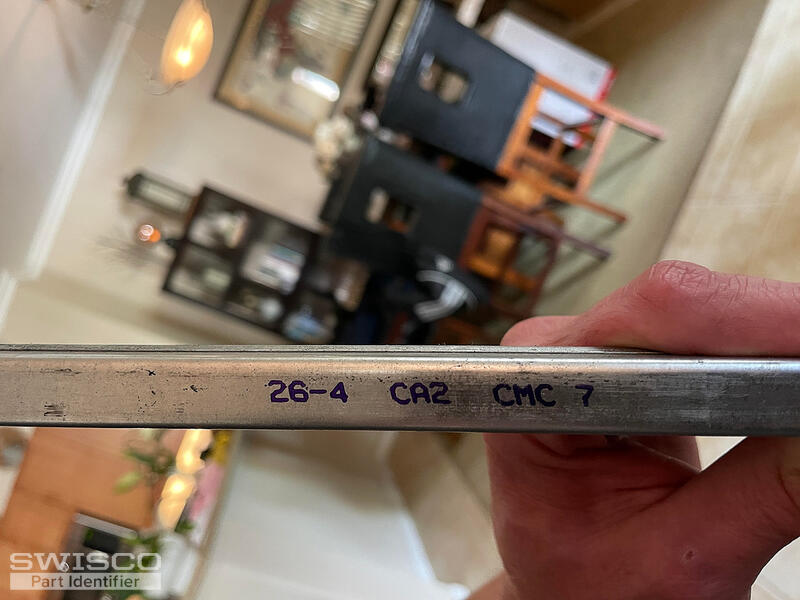 26-4 CA2 CMC 7
SWISCO
Part Identifier